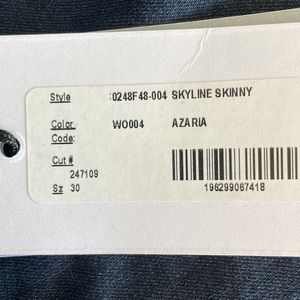 Style :0248F48-004 SKYLINE SKINNY
Color WO004 AZARIA
Code:
Cut #
247109
Sz 30
196299067418